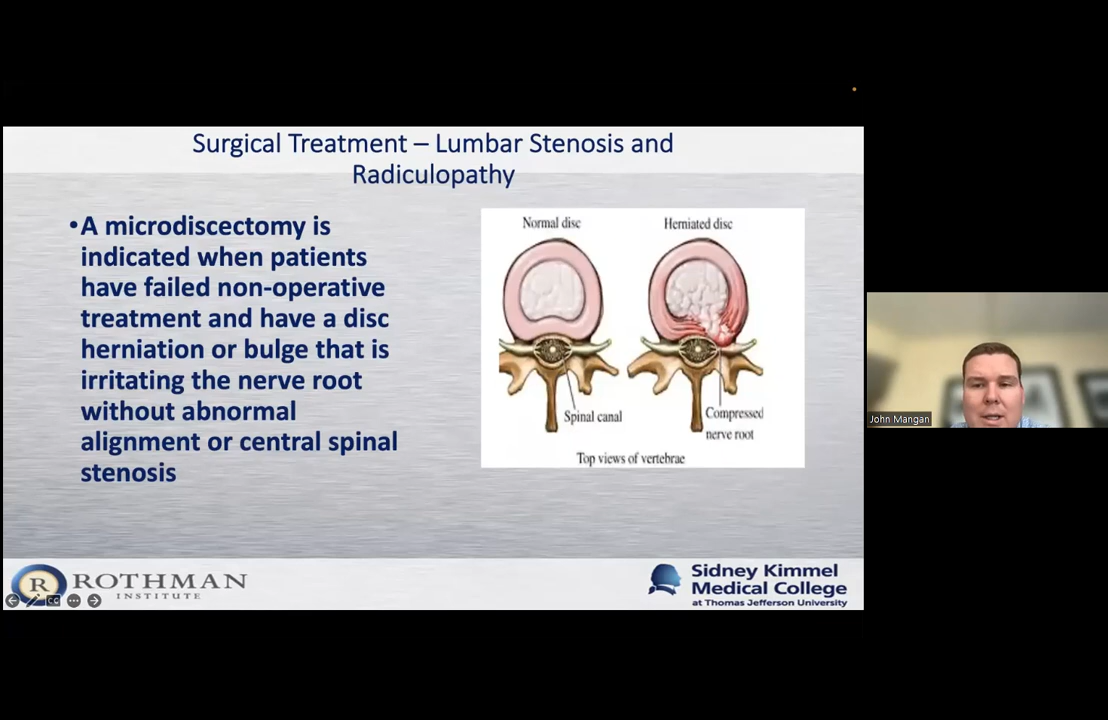 Surgical Treatment – Lumbar Stenosis and
Radiculopathy
•A microdiscectomy is
indicated when patients
have failed non-operative
treatment and have a disc
herniation or bulge that is
irritating the nerve root
without abnormal
alignment or central spinal
stenosis
Normal disc
Herniated disc
Spinal canal
Compressed
nerve root
Top views of vertebrae
John Mangan
R ROTHMAN
INSTITUTE
CC
Sidney Kimmel
Medical College
at Thomas Jefferson University